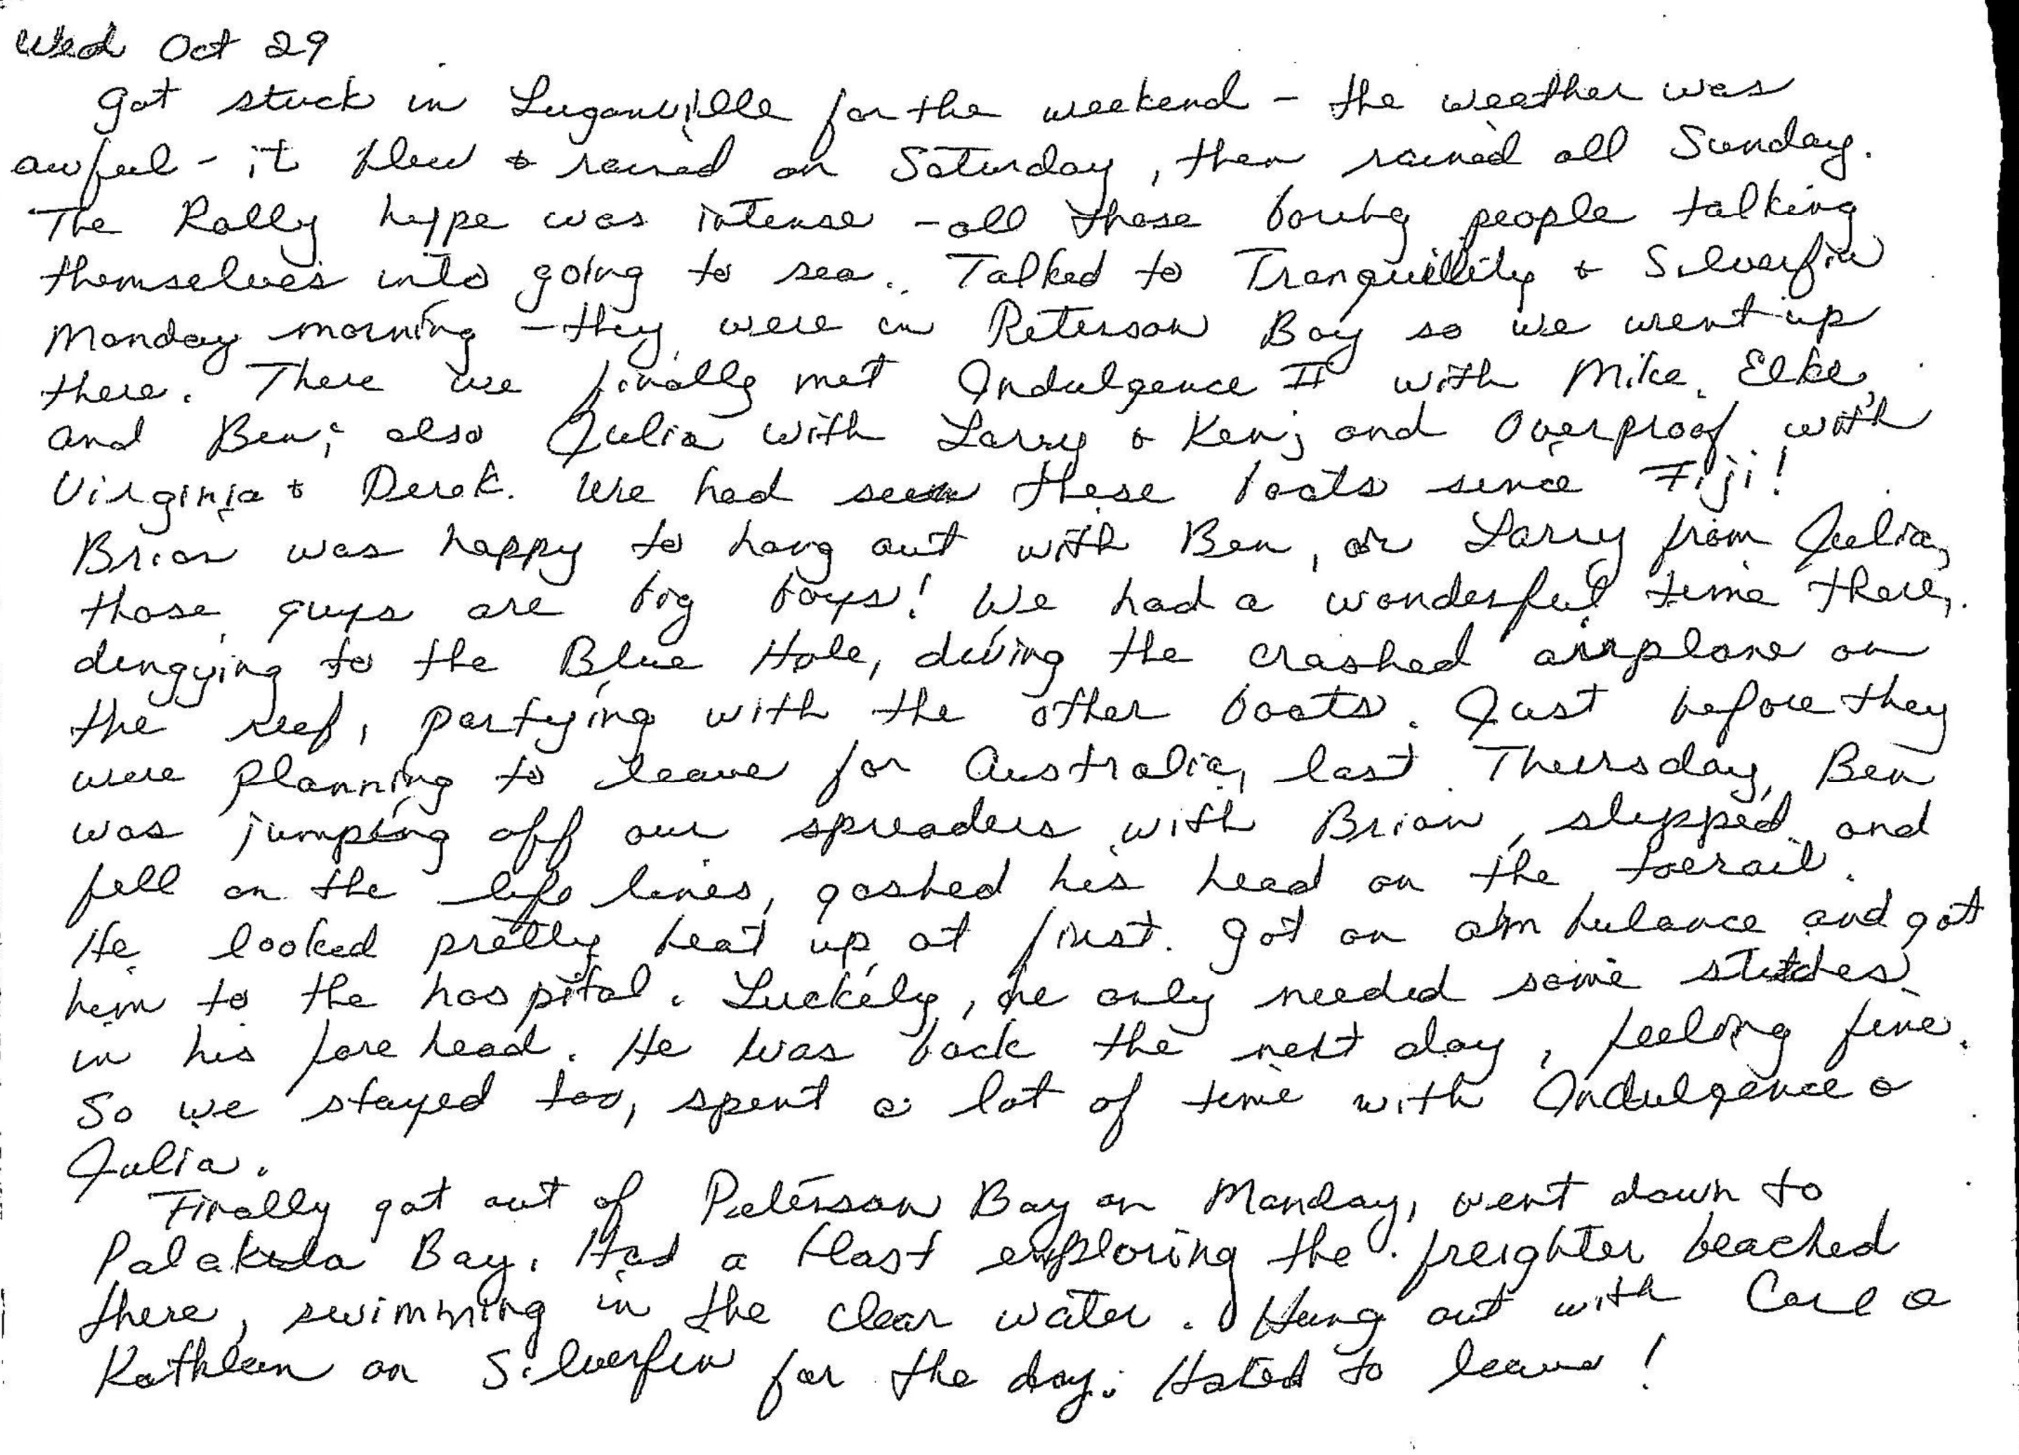 Wed Oct 29
Got stuck in Luganville for the weekend - the weather was
awful - it blew & rained on Saturday, then rained all Sunday.
The Rally hype was intense - all those boring people talking
themselves into going to sea. Talked to Tranquillity & Silverfin
Monday morning - they were in Peterson Bay so we went up
there. There we finally met Indulgence II with Mike, Elke,
and Ben; also Julia with Larry & Ken; and Overproof with
Virginia & Derek. We had seen these boats since Fiji!
Brian was happy to hang out with Ben, or Larry from Julia,
those guys are big boys! We had a wonderful time there,
dingying to the Blue Hole, diving the crashed airplane on
the reef, partying with the other boats. Just before they
were planning to leave for Australia, last Thursday, Ben
was jumping off our spreaders with Brian, slipped and
fell on the life lines, gashed his head on the toerail.
He looked pretty beat up at first. Got an ambulance and got
him to the hospital. Luckily, he only needed some stitches
in his forehead. He was back the next day, feeling fine.
So we stayed too, spent a lot of time with Indulgence &
Julia.
Finally got out of Peterson Bay on Monday, went down to
Palakula Bay. Had a blast exploring the freighter beached
there, swimming in the clear water. Hung out with Carl &
Kathleen on Silverfin for the day. Hated to leave!